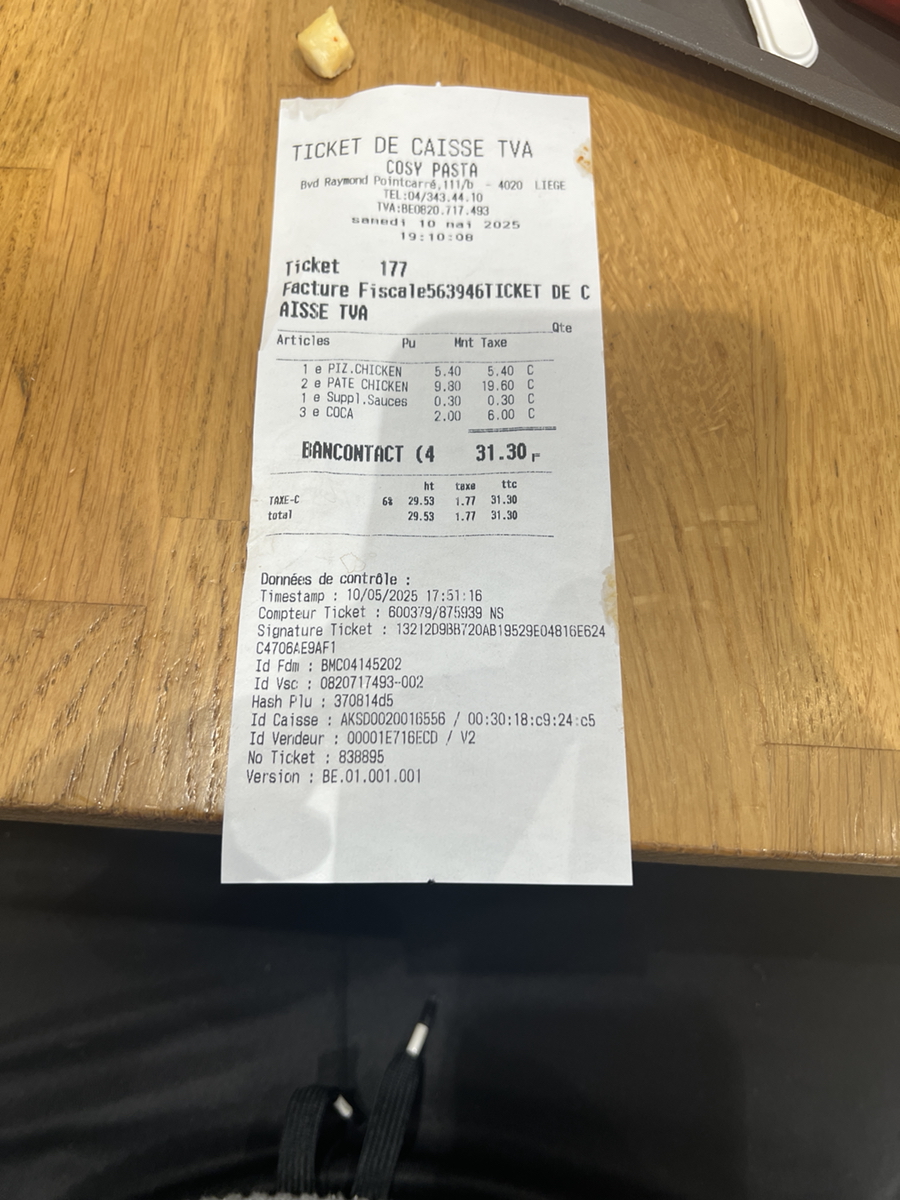 TICKET DE CAISSE TVA
COSY PASTA
Bvd Raymond Pointcarré,111/b - 4020 LIEGE
TEL:04/343.44.10
TVA:BE0820.717.493
samedi 10 mai 2025
19:10:08
Ticket 177
Facture Fiscale563946TICKET DE C
AISSE TVA
Qte
Articles Pu Mnt Taxe
1 e PIZ.CHICKEN 5.40 5.40 C
2 e PATE CHICKEN 9.80 19.60 C
1 e Suppl.Sauces 0.30 0.30 C
3 e COCA 2.00 6.00 C
BANCONTACT (4 31.30
ht taxe ttc
TAXE-C 6% 29.53 1.77 31.30
total 29.53 1.77 31.30
Données de contrôle :
Timestamp : 10/05/2025 17:51:16
Compteur Ticket : 600379/875939 NS
Signature Ticket :
C4706AE9AF1
Id Fdm : BMC04145202
Id Vsc : 0820717493-002
Hash Plu : 370814d5
Id Caisse : AKSD0020016556 / 00:30:18:c9:24:c5
Id Vendeur : 00001E716ECD / V2
No Ticket : 838895
Version : BE.01.001.001